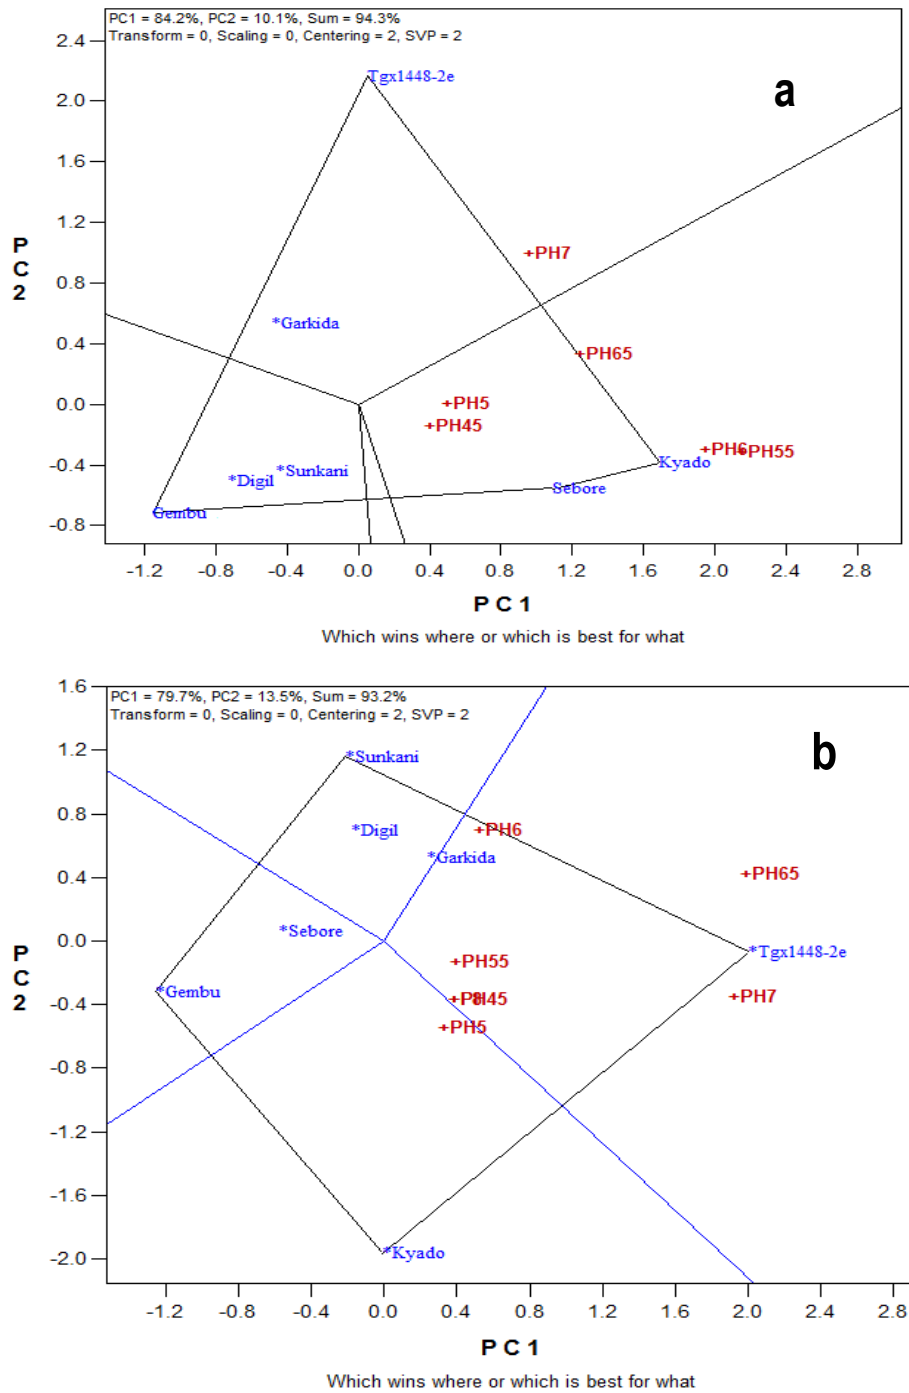 PC1 = 84.2%, PC2 = 10.1%, Sum = 94.3%
Transform = 0, Scaling = 0, Centering = 2, SVP = 2
a
2.4
2.0
1.6
1.2
0.8
0.4
0.0
-0.4
-0.8
PC2
Tgx1448-2e
+PH7
*Garkida
+PH65
+PH5
+PH45
+PH6
+PH55
Kyado
*Sunkani
*Digil
Sebore
Gembu
-1.2 -0.8 -0.4 0.0 0.4 0.8 1.2 1.6 2.0 2.4 2.8
PC1
Which wins where or which is best for what
PC1 = 79.7%, PC2 = 13.5%, Sum = 93.2%
Transform = 0, Scaling = 0, Centering = 2, SVP = 2
b
1.6
1.2
0.8
0.4
0.0
-0.4
-0.8
-1.2
-1.6
-2.0
PC2
*Sunkani
*Digil
+PH6
*Garkida
+PH65
*Sebore
*Tgx1448-2e
+PH55
*Gembu
+PH7
+PH5
*Kyado
-1.2 -0.8 -0.4 0.0 0.4 0.8 1.2 1.6 2.0 2.4 2.8
PC1
Which wins where or which is best for what